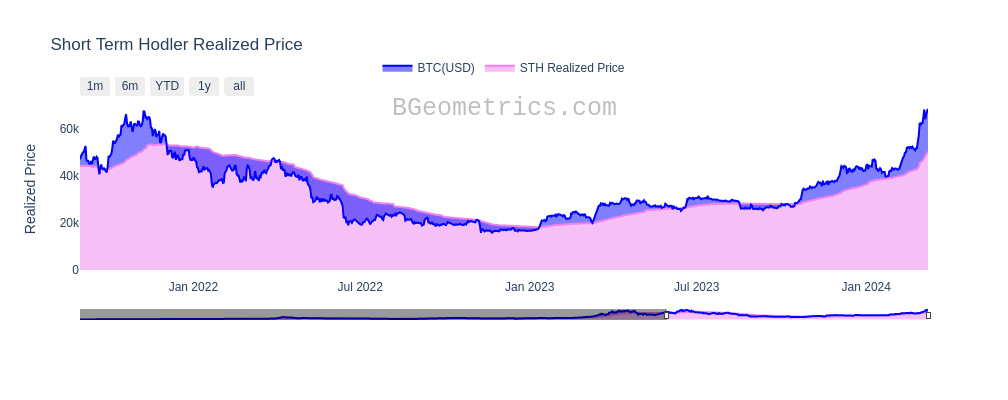 Short Term Hodler Realized Price
BTC(USD) STH Realized Price
1m 6m YTD 1y all
BGeometrics.com
Realized Price
60k
40k
20k
0
Jan 2022 Jul 2022 Jan 2023 Jul 2023 Jan 2024